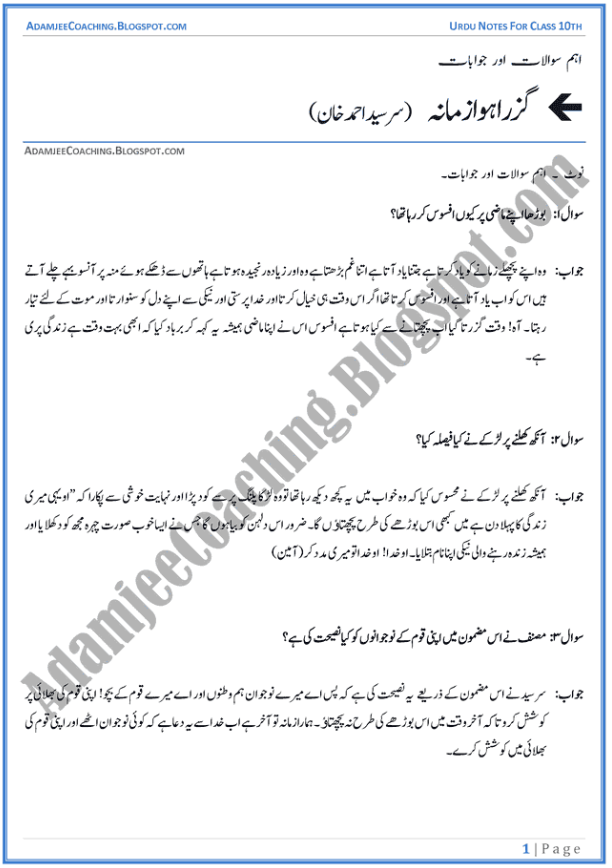 ADAMJEECOACHING.BLOGSPOT.COM
URDU NOTES FOR CLASS 10TH
اہم سوالات اور جوابات
گزرا ہوا زمانہ (سر سید احمد خان)
ADAMJEECOACHING.BLOGSPOT.COM
نوٹ ۔ اہم سوالات اور جوابات۔
سوال ۱: بوڑھا اپنے ماضی پر کیوں افسوس کر رہا تھا؟
جواب: وہ اپنے پچھلے زمانے کو یاد کرتا ہے جتنا یاد آتا ہے اتنا غم بڑھتا ہے وہ اور زیادہ رنجیدہ ہوتا ہے ہاتھوں سے ڈھکے ہوئے منہ پر آنسو بہے چلے آتے
ہیں اس کو اب یاد آتا ہے اور افسوس کرتا تھا اگر اس وقت ہی خیال کرتا اور خدا پرستی اور نیکی سے اپنے دل کو سنوارتا اور موت کے لئے تیار
رہتا۔ آہ! وقت گزرتا گیا اب پچھتانے سے کیا ہوتا ہے افسوس اس نے اپنا ماضی ہمیشہ یہ کہہ کر برباد کیا کہ ابھی بہت وقت ہے زندگی پری
ہے۔
سوال ۲: آنکھ کھلنے پر لڑکے نے کیا فیصلہ کیا؟
جواب: آنکھ کھلنے پر لڑکے نے محسوس کیا کہ وہ خواب میں یہ کچھ دیکھ رہا تھا تو وہ لڑکا پلنگ پر سے کود پڑا اور نہایت خوشی سے پکارا کہ ”او یہی میری
زندگی کا پہلا دن ہے میں کبھی اس بوڑھے کی طرح پچھتاؤں گا۔ ضرور اس دلہن کو بیاہوں گا جس نے ایسا خوب صورت چہرہ مجھ کو دکھلایا اور
ہمیشہ زندہ رہنے والی نیکی اپنا نام بتلایا۔ او خدا! او خدا تو میری مدد کر (آمین)
سوال ۳: مصنف نے اس مضمون میں اپنی قوم کے نوجوانوں کو کیا نصیحت کی ہے؟
جواب: سر سید نے اس مضمون کے ذریعے یہ نصیحت کی ہے کہ پس اے میرے نوجوان ہم وطنوں اور اے میرے قوم کے بچو! اپنی قوم کی بھلائی پر
کوشش کرو تا کہ آخر وقت میں اس بوڑھے کی طرح نہ پچھتاؤ۔ ہمارا زمانہ تو آخر ہے اب خدا سے یہ دعا ہے کہ کوئی نوجوان اٹھے اور اپنی قوم کی
بھلائی میں کوشش کرے۔
AdamjeeCoaching.Blogspot.com
1 | Page